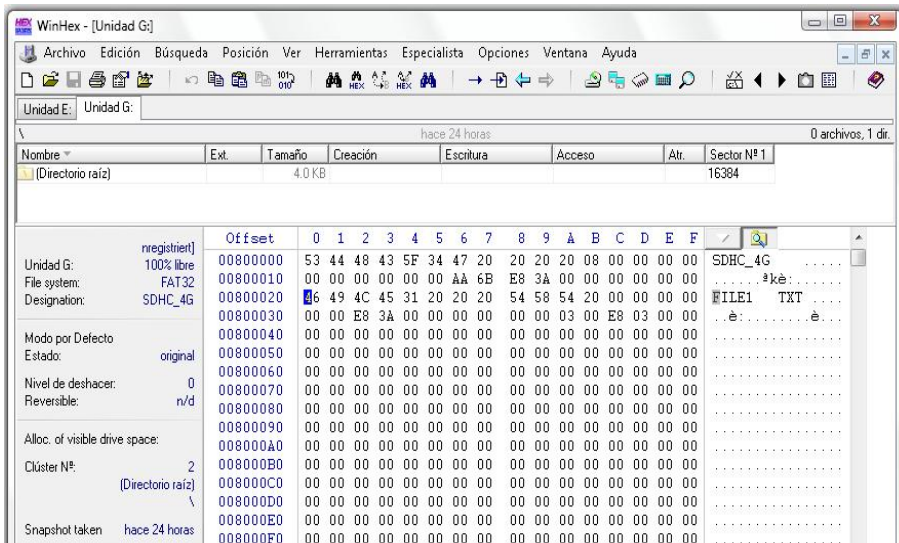 WinHex - [Unidad G:]
Archivo Edición Búsqueda Posición Ver Herramientas Especialista Opciones Ventana Ayuda
Unidad E: Unidad G:
\ hace 24 horas 0 archivos, 1 dir.
Nombre Ext. Tamaño Creación Escritura Acceso Atr. Sector Nº 1
(Directorio raíz) 4.0 KB 16384
nregistriert]
Unidad G: 100% libre
File system: FAT32
Designation: SDHC_4G
Modo por Defecto
Estado: original
Nivel de deshacer: 0
Reversible: n/d
Alloc. of visible drive space:
Clúster Nº: 2
(Directorio raíz)
\
Snapshot taken hace 24 horas
Offset 0 1 2 3 4 5 6 7 8 9 A B C D E F
00800000 53 44 48 43 5F 34 47 20 20 20 20 08 00 00 00 00 SDHC_4G .....
00800010 00 00 00 00 00 00 AA 6B E8 3A 00 00 00 00 00 00 ......ªkè:......
00800020 46 49 4C 45 31 20 20 20 54 58 54 20 00 00 00 00 FILE1 TXT ....
00800030 00 00 E8 3A 00 00 00 00 00 00 03 00 E8 03 00 00 ..è:........è...
00800040 00 00 00 00 00 00 00 00 00 00 00 00 00 00 00 00 ................
00800050 00 00 00 00 00 00 00 00 00 00 00 00 00 00 00 00 ................
00800060 00 00 00 00 00 00 00 00 00 00 00 00 00 00 00 00 ................
00800070 00 00 00 00 00 00 00 00 00 00 00 00 00 00 00 00 ................
00800080 00 00 00 00 00 00 00 00 00 00 00 00 00 00 00 00 ................
00800090 00 00 00 00 00 00 00 00 00 00 00 00 00 00 00 00 ................
008000A0 00 00 00 00 00 00 00 00 00 00 00 00 00 00 00 00 ................
008000B0 00 00 00 00 00 00 00 00 00 00 00 00 00 00 00 00 ................
008000C0 00 00 00 00 00 00 00 00 00 00 00 00 00 00 00 00 ................
008000D0 00 00 00 00 00 00 00 00 00 00 00 00 00 00 00 00 ................
008000E0 00 00 00 00 00 00 00 00 00 00 00 00 00 00 00 00 ................
008000F0 00 00 00 00 00 00 00 00 00 00 00 00 00 00 00 00 ................